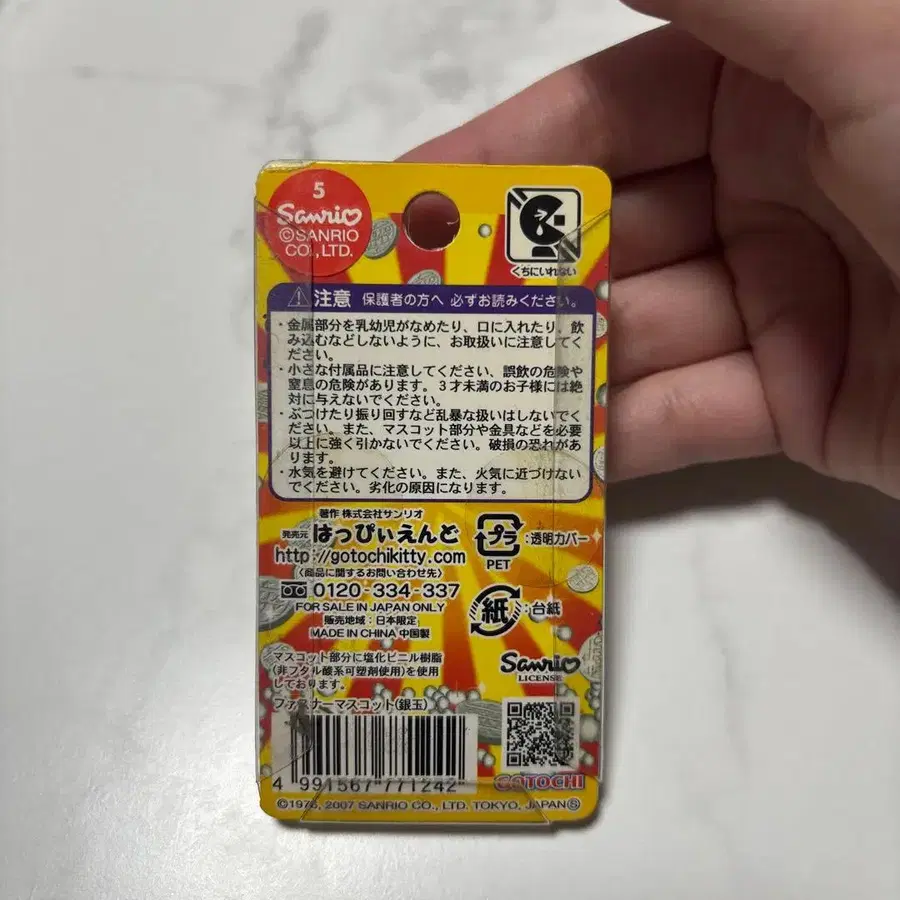 5
Sanrio
©SANRIO
CO.,LTD.
くちにいれない
注意 保護者の方へ 必ずお読みください。
・金属部分を乳幼児がなめたり、口に入れたり、飲
み込むなどしないように、お取扱いに注意してくだ
さい。
・小さな付属品に注意してください、誤飲の危険や
窒息の危険があります。3才未満のお子様には絶
対に与えないでください。
・ぶつけたり振り回すなど乱暴な扱いはしないでく
ださい。また、マスコット部分や金具などを必要
以上に強く引かないでください。破損の恐れがあ
ります。
・水気を避けてください。また、火気に近づけない
でください。劣化の原因になります。
著作 株式会社サンリオ
発売元 はっぴぃえんど
http://gotochikitty.com
〈商品に関するお問い合わせ先〉
0120-334-337
FOR SALE IN JAPAN ONLY
販売地域:日本限定
MADE IN CHINA 中国製
プラ :透明カバー
PET
紙 :台紙
マスコット部分に塩化ビニル樹脂
(非フタル酸系可塑剤使用)を使用
しております。
Sanrio
LICENSE
ファスナーマスコット(銀玉)
4 991567 771242
GOTOCHI
©1976, 2007 SANRIO CO., LTD. TOKYO, JAPAN Ⓢ